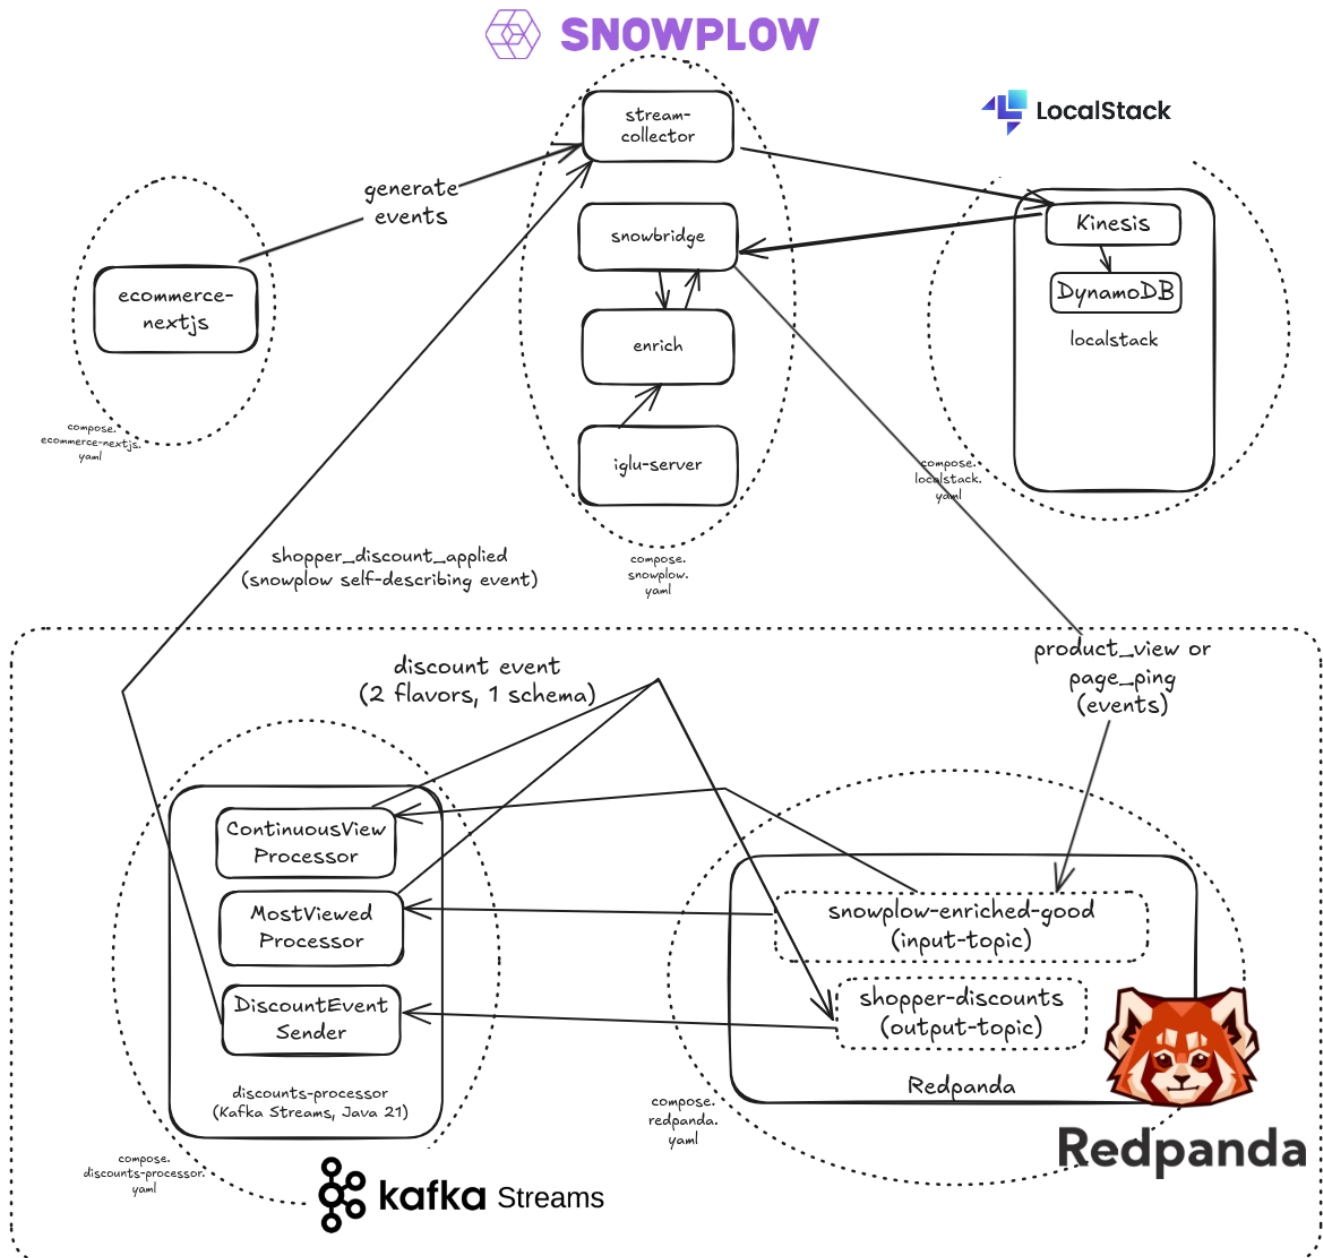 SNOWPLOW
stream-
collector
LocalStack
generate
events
snowbridge
Kinesis
DynamoDB
localstack
ecommerce-
nextjs
enrich
compose.
ecommerce-nextjs.
yaml
iglu-server
compose.
localstack.
yaml
shopper_discount_applied
(snowplow self-describing event)
compose.
snowplow.
yaml
product_view or
page_ping
(events)
discount event
(2 flavors, 1 schema)
ContinuousView
Processor
MostViewed
Processor
DiscountEvent
Sender
discounts-processor
(Kafka Streams, Java 21)
snowplow-enriched-good
(input-topic)
shopper-discounts
(output-topic)
Redpanda
compose.
redpanda.
yaml
Redpanda
compose.
discounts-processor.
yaml
kafka Streams